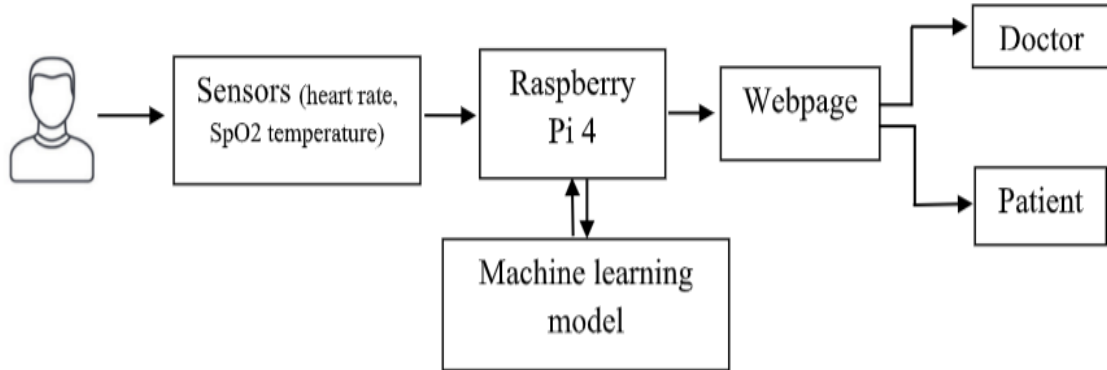 Sensors (heart rate,
SpO2 temperature)
Raspberry
Pi 4
Machine learning
model
Webpage
Doctor
Patient